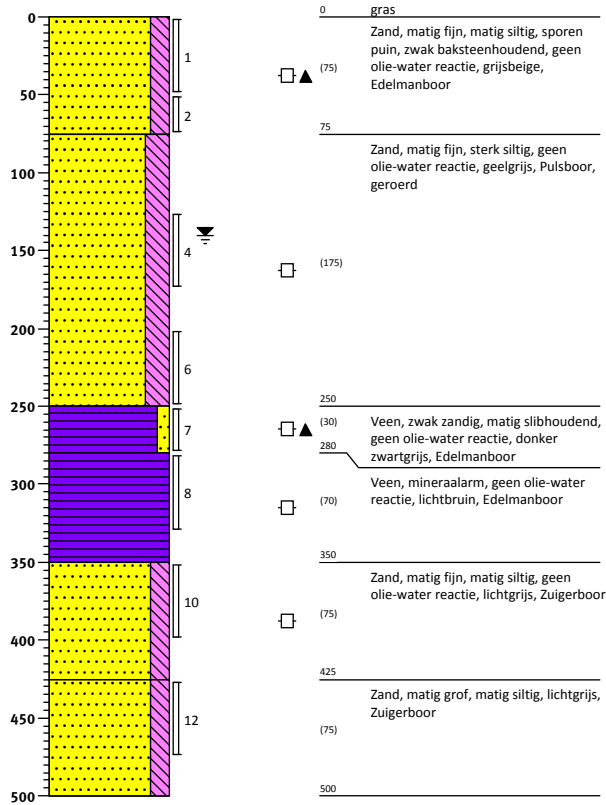 0
50
100
150
200
250
300
350
400
450
500
1
2
4
6
7
8
10
12
0 gras
Zand, matig fijn, matig siltig, sporen
puin, zwak baksteenhoudend, geen
(75) olie-water reactie, grijsbeige,
Edelmanboor
75
Zand, matig fijn, sterk siltig, geen
olie-water reactie, geelgrijs, Pulsboor,
geroerd
(175)
250
(30) Veen, zwak zandig, matig slibhoudend,
geen olie-water reactie, donker
280 zwartgrijs, Edelmanboor
Veen, mineraalarm, geen olie-water
(70) reactie, lichtbruin, Edelmanboor
350
Zand, matig fijn, matig siltig, geen
olie-water reactie, lichtgrijs, Zuigerboor
(75)
425
Zand, matig grof, matig siltig, lichtgrijs,
Zuigerboor
(75)
500